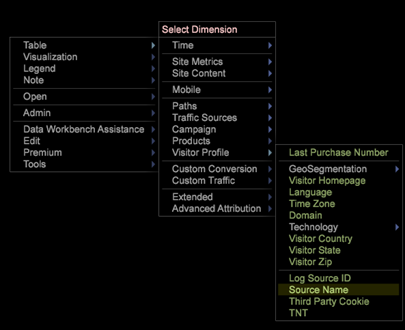 Select Dimension
Table
Visualization
Legend
Note
Open
Admin
Data Workbench Assistance
Edit
Premium
Tools
Time
Site Metrics
Site Content
Mobile
Paths
Traffic Sources
Campaign
Products
Visitor Profile
Custom Conversion
Custom Traffic
Extended
Advanced Attribution
Last Purchase Number
GeoSegmentation
Visitor Homepage
Language
Time Zone
Domain
Technology
Visitor Country
Visitor State
Visitor Zip
Log Source ID
Source Name
Third Party Cookie
TNT